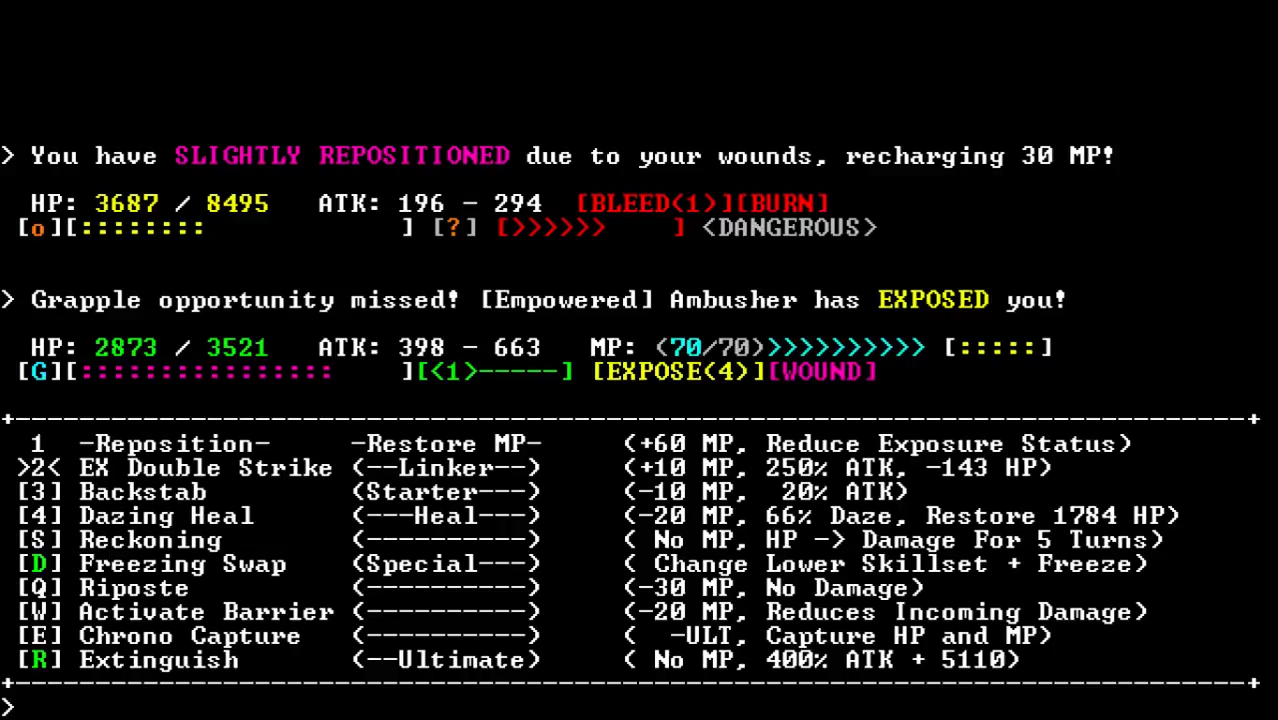 > You have SLIGHTLY REPOSITIONED due to your wounds, recharging 30 MP!
HP: 3687 / 8495   ATK: 196 - 294  [BLEED(1)][BURN]
[o][::::::::             ] [?] [>>>>>>    ] <DANGEROUS>
> Grapple opportunity missed! [Empowered] Ambusher has EXPOSED you!
HP: 2873 / 3521   ATK: 398 - 663   MP: (70/70)>>>>>>>>>> [:::::]
[G][::::::::::::::::    ][<1>-----] [EXPOSE(4)][WOUND]
+-----------------------------------------------------------------------------+
1  -Reposition-     -Restore MP-     (+60 MP, Reduce Exposure Status)
>2< EX Double Strike (--Linker--)     (+10 MP, 250% ATK, -143 HP)
[3] Backstab         (Starter---)     (-10 MP,  20% ATK)
[4] Dazing Heal      (---Heal---)     (-20 MP, 66% Daze, Restore 1784 HP)
[S] Reckoning        (----------)     ( No MP, HP -> Damage For 5 Turns)
[D] Freezing Swap    (Special---)     ( Change Lower Skillset + Freeze)
[Q] Riposte          (----------)     (-30 MP, No Damage)
[W] Activate Barrier (----------)     (-20 MP, Reduces Incoming Damage)
[E] Chrono Capture   (----------)     (  -ULT, Capture HP and MP)
[R] Extinguish       (--Ultimate)     ( No MP, 400% ATK + 5110)
+-----------------------------------------------------------------------------+
>